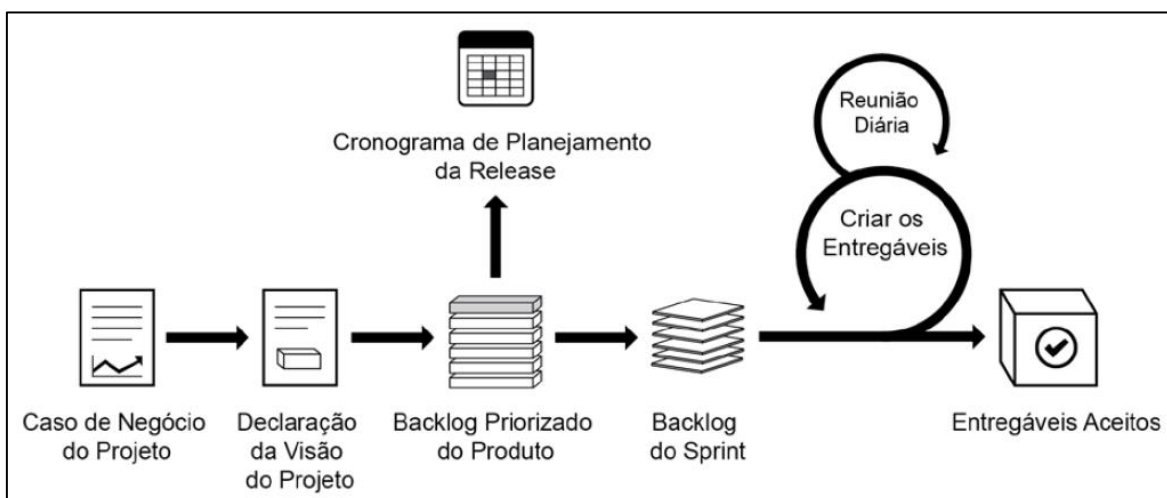 Cronograma de Planejamento
da Release
Reunião
Diária
Criar os
Entregáveis
Caso de Negócio
do Projeto
Declaração
da Visão
do Projeto
Backlog Priorizado
do Produto
Backlog
do Sprint
Entregáveis Aceitos